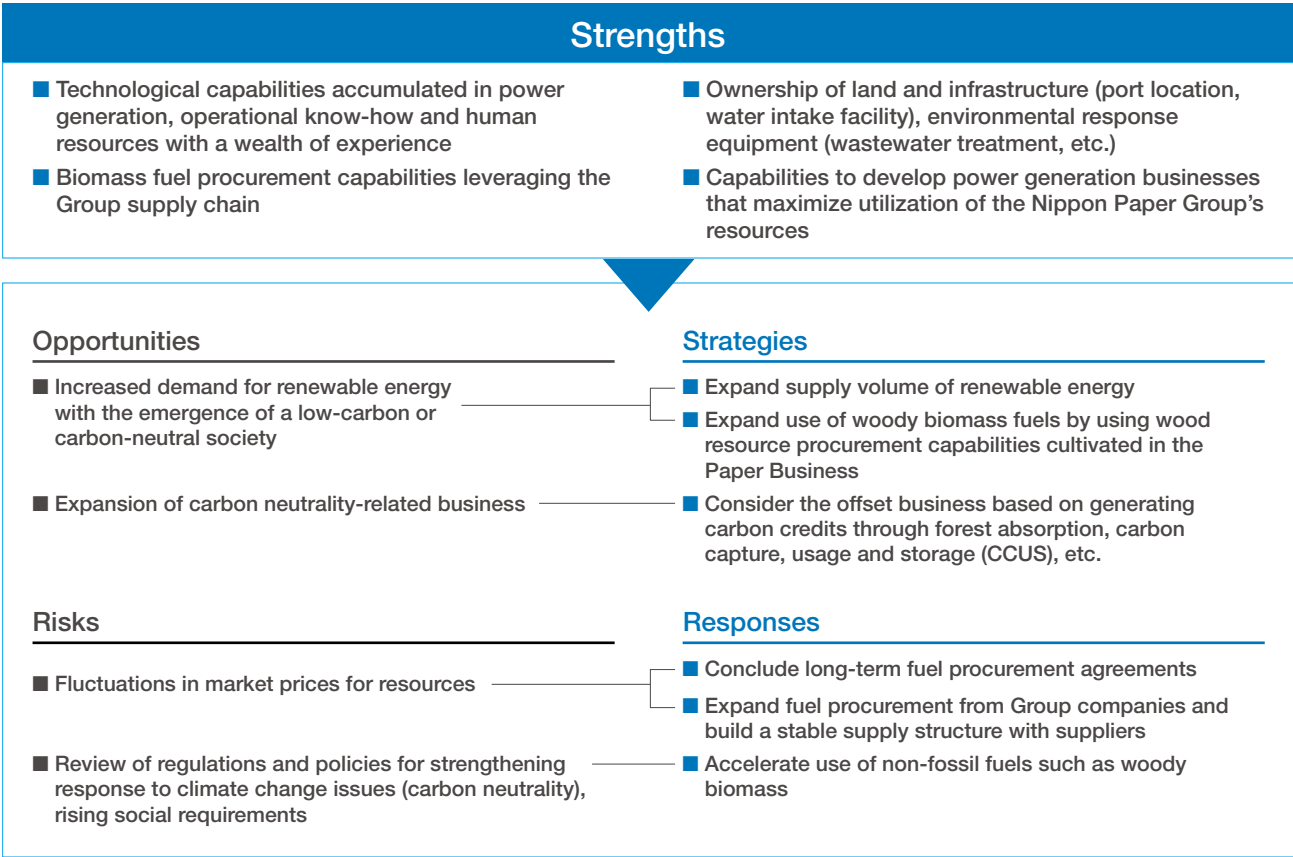 Strengths
■ Technological capabilities accumulated in power
generation, operational know-how and human
resources with a wealth of experience
■ Biomass fuel procurement capabilities leveraging the
Group supply chain
■ Ownership of land and infrastructure (port location,
water intake facility), environmental response
equipment (wastewater treatment, etc.)
■ Capabilities to develop power generation businesses
that maximize utilization of the Nippon Paper Group's
resources
Opportunities
■ Increased demand for renewable energy
with the emergence of a low-carbon or
carbon-neutral society
■ Expansion of carbon neutrality-related business
Strategies
■ Expand supply volume of renewable energy
■ Expand use of woody biomass fuels by using wood
resource procurement capabilities cultivated in the
Paper Business
■ Consider the offset business based on generating
carbon credits through forest absorption, carbon
capture, usage and storage (CCUS), etc.
Risks
■ Fluctuations in market prices for resources
■ Review of regulations and policies for strengthening
response to climate change issues (carbon neutrality),
rising social requirements
Responses
■ Conclude long-term fuel procurement agreements
■ Expand fuel procurement from Group companies and
build a stable supply structure with suppliers
■ Accelerate use of non-fossil fuels such as woody
biomass